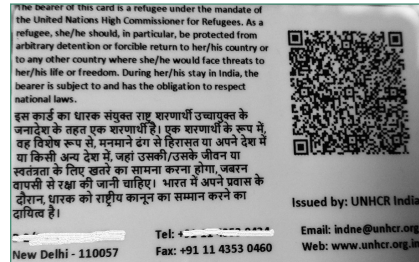 The bearer of this card is a refugee under the mandate of
the United Nations High Commissioner for Refugees. As a
refugee, she/he should, in particular, be protected from
arbitrary detention or forcible return to her/his country or
to any other country where she/he would face threats to
her/his life or freedom. During her/his stay in India, the
bearer is subject to and has the obligation to respect
national laws.
इस कार्ड का धारक संयुक्त राष्ट्र शरणार्थी उच्चायुक्त के
जनादेश के तहत एक शरणार्थी है। एक शरणार्थी के रूप में,
वह विशेष रूप से, मनमाने ढंग से हिरासत या अपने देश में
या किसी अन्य देश में, जहां उसकी/उसके जीवन या
स्वतंत्रता के लिए खतरे का सामना करना होगा, जबरन
वापसी से रक्षा की जानी चाहिए। भारत में अपने प्रवास के
दौरान, धारक को राष्ट्रीय कानून का सम्मान करने का
दायित्व है।
Issued by: UNHCR India
Tel:
Email: indne@unhcr.org
New Delhi - 110057
Fax: +91 11 4353 0460
Web: www.unhcr.org.in